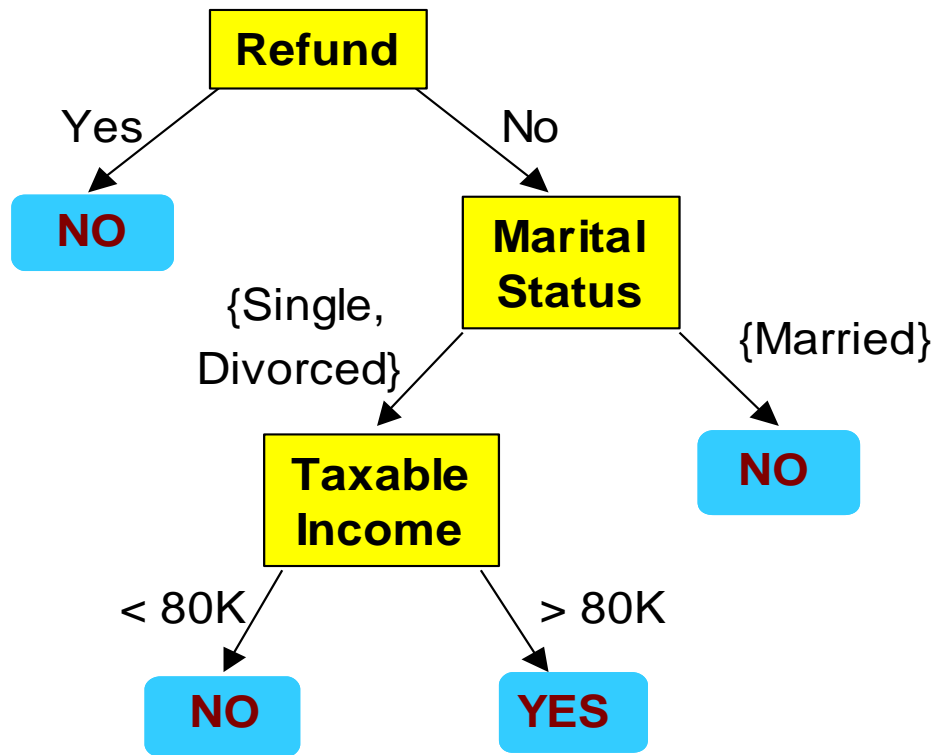 Refund
Yes
No
NO
Marital
Status
{Single,
Divorced}
{Married}
Taxable
Income
NO
< 80K
> 80K
NO
YES